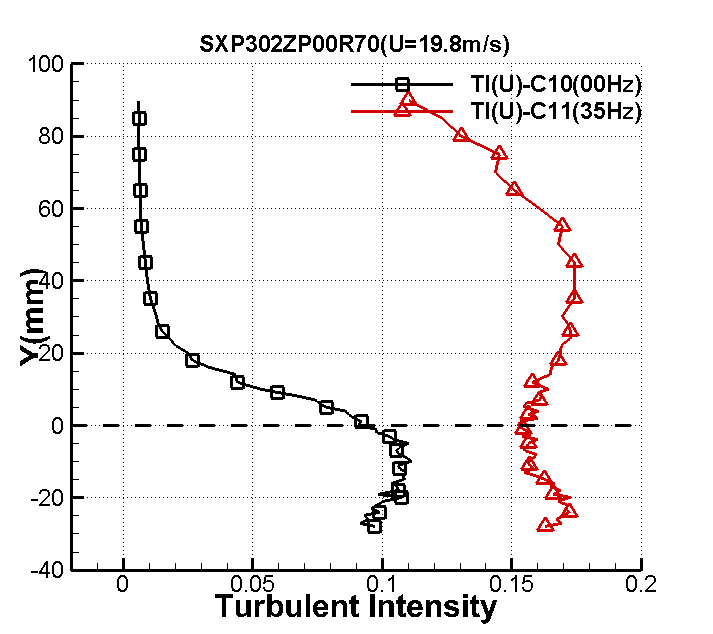 SXP302ZP00R70(U=19.8m/s)
100
TI(U)-C10(00Hz)
TI(U)-C11(35Hz)
80
60
40
Y(mm)
20
0
-20
-40
0 0.05 0.1 0.15 0.2
Turbulent Intensity